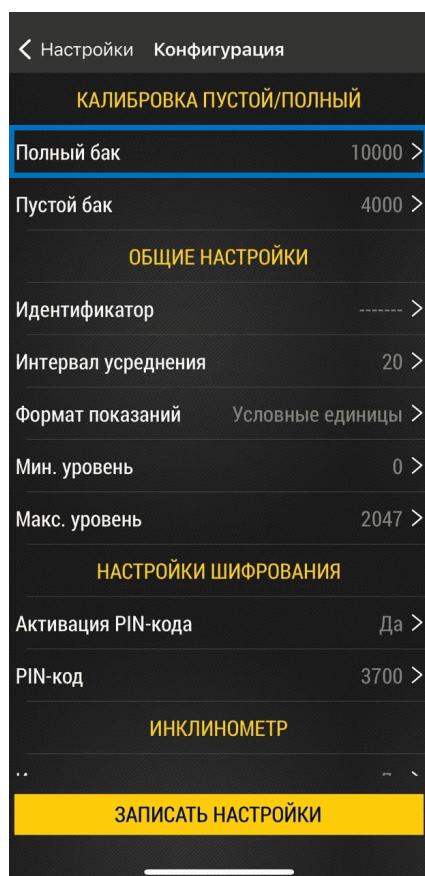 Настройки Конфигурация
КАЛИБРОВКА ПУСТОЙ/ПОЛНЫЙ
Полный бак 10000
Пустой бак 4000
ОБЩИЕ НАСТРОЙКИ
Идентификатор -------
Интервал усреднения 20
Формат показаний Условные единицы
Мин. уровень 0
Макс. уровень 2047
НАСТРОЙКИ ШИФРОВАНИЯ
Активация PIN-кода Да
PIN-код 3700
ИНКЛИНОМЕТР
ЗАПИСАТЬ НАСТРОЙКИ